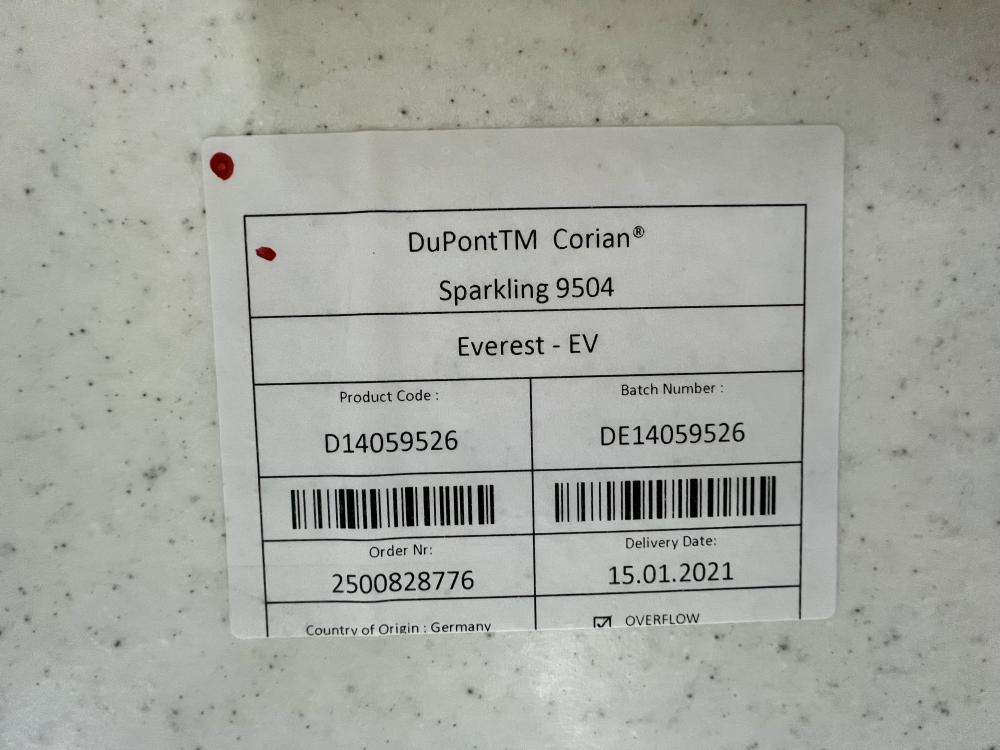 DuPontTM Corian®
Sparkling 9504
Everest - EV
Product Code :
D14059526
Batch Number :
DE14059526
Order Nr:
2500828776
Delivery Date:
15.01.2021
Country of Origin : Germany
OVERFLOW